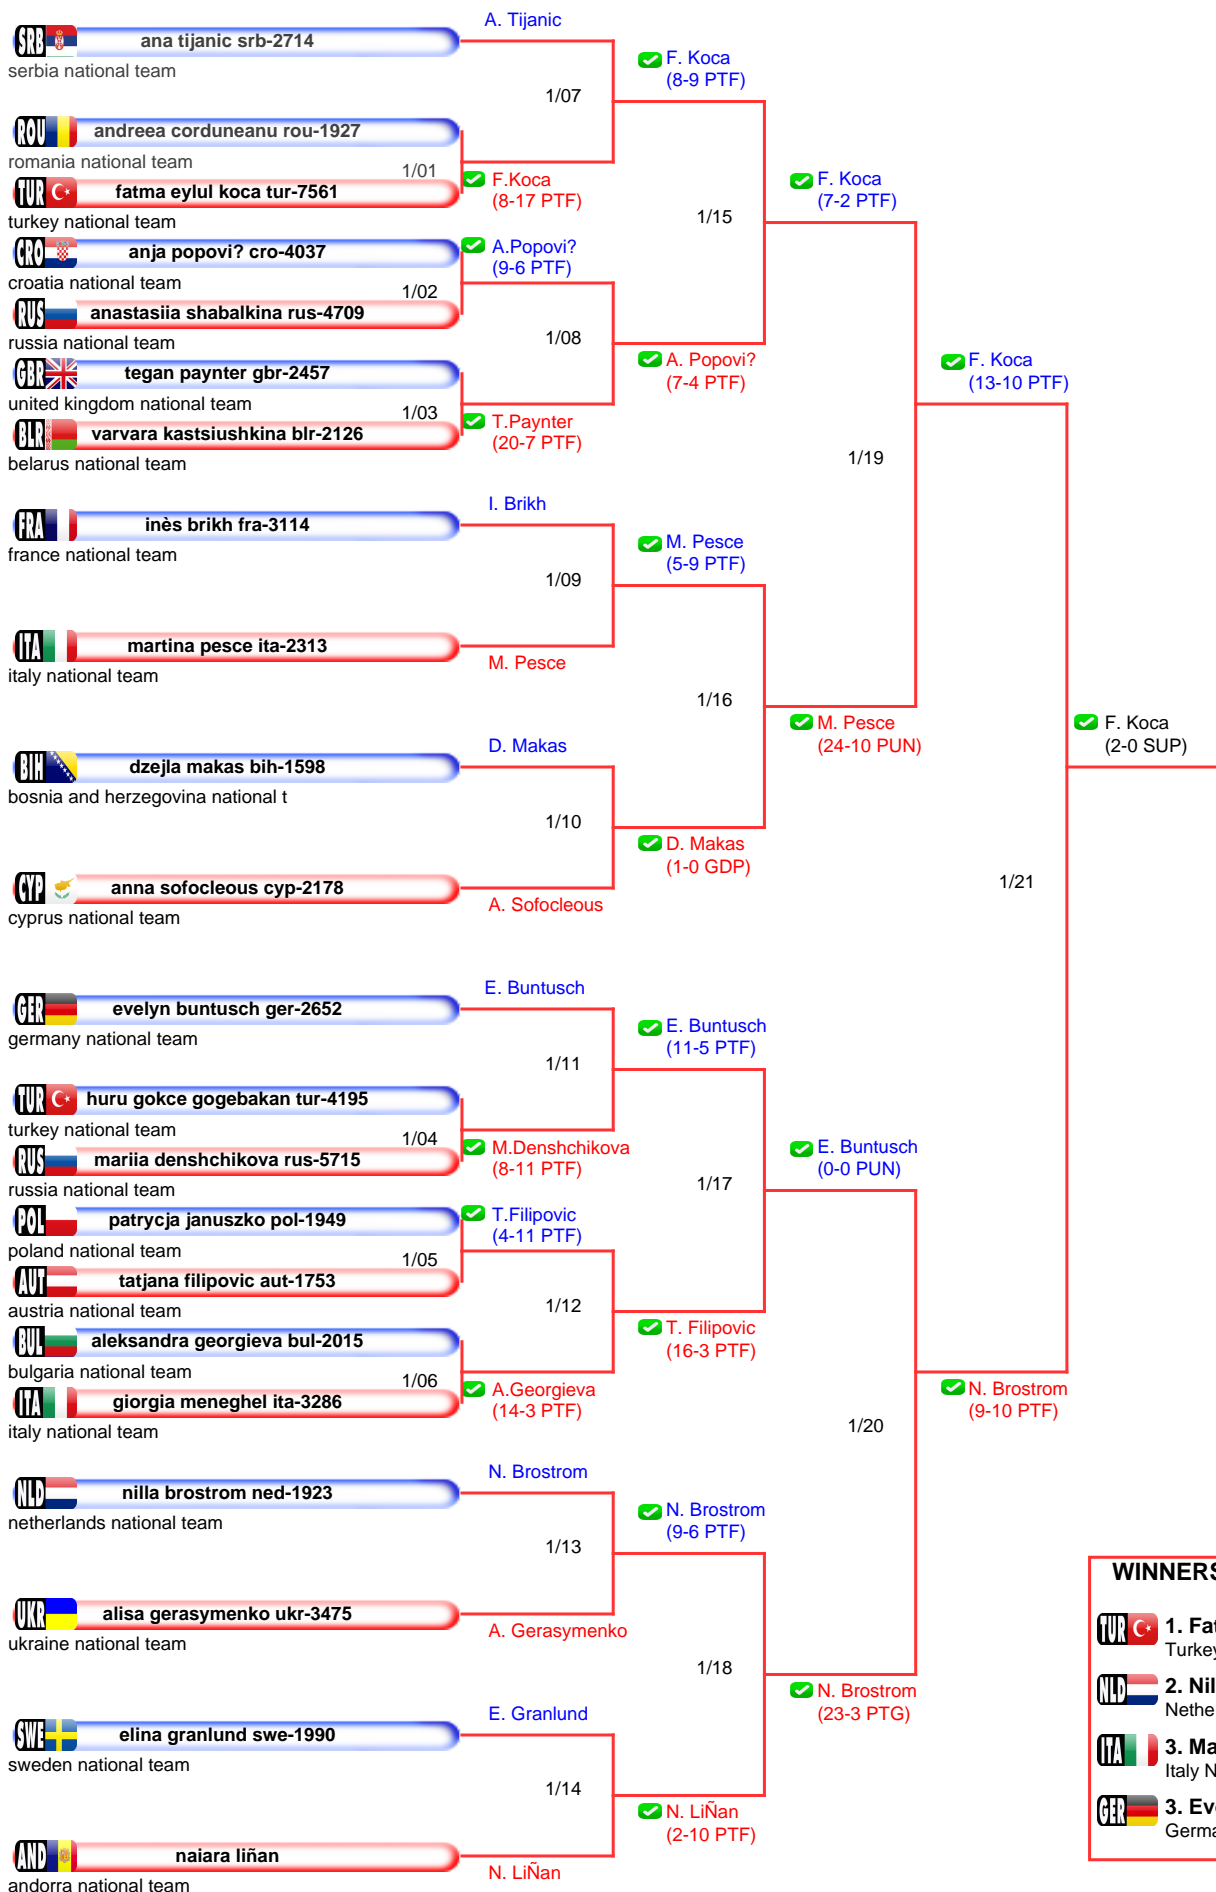 A. Tijanic
SRB ana tijanic srb-2714
serbia national team
F. Koca
(8-9 PTF)
1/07
ROU andreea corduneanu rou-1927
romania national team
1/01
F.Koca
(8-17 PTF)
TUR fatma eylul koca tur-7561
turkey national team
F. Koca
(7-2 PTF)
1/15
CRO anja popovi? cro-4037
croatia national team
A.Popovi?
(9-6 PTF)
1/02
RUS anastasiia shabalkina rus-4709
russia national team
1/08
A. Popovi?
(7-4 PTF)
GBR tegan paynter gbr-2457
united kingdom national team
1/03
T.Paynter
(20-7 PTF)
BLR varvara kastsiushkina blr-2126
belarus national team
F. Koca
(13-10 PTF)
1/19
I. Brikh
FRA inès brikh fra-3114
france national team
M. Pesce
(5-9 PTF)
1/09
ITA martina pesce ita-2313
italy national team
M. Pesce
1/16
M. Pesce
(24-10 PUN)
F. Koca
(2-0 SUP)
D. Makas
BIH dzejla makas bih-1598
bosnia and herzegovina national t
1/10
D. Makas
(1-0 GDP)
CYP anna sofocleous cyp-2178
cyprus national team
A. Sofocleous
1/21
E. Buntusch
GER evelyn buntusch ger-2652
germany national team
E. Buntusch
(11-5 PTF)
1/11
TUR huru gokce gogebakan tur-4195
turkey national team
1/04
M.Denshchikova
(8-11 PTF)
RUS mariia denshchikova rus-5715
russia national team
E. Buntusch
(0-0 PUN)
1/17
POL patrycja januszko pol-1949
poland national team
T.Filipovic
(4-11 PTF)
1/05
AUT tatjana filipovic aut-1753
austria national team
1/12
T. Filipovic
(16-3 PTF)
BUL aleksandra georgieva bul-2015
bulgaria national team
1/06
A.Georgieva
(14-3 PTF)
ITA giorgia meneghel ita-3286
italy national team
N. Brostrom
(9-10 PTF)
1/20
N. Brostrom
NLD nilla brostrom ned-1923
netherlands national team
N. Brostrom
(9-6 PTF)
1/13
UKR alisa gerasymenko ukr-3475
ukraine national team
A. Gerasymenko
1/18
N. Brostrom
(23-3 PTG)
E. Granlund
SWE elina granlund swe-1990
sweden national team
1/14
N. LiÑan
(2-10 PTF)
AND naiara liñan
andorra national team
N. LiÑan
WINNERS
TUR 1. Fat
Turkey
NLD 2. Nil
Nethe
ITA 3. Ma
Italy N
GER 3. Eve
Germa